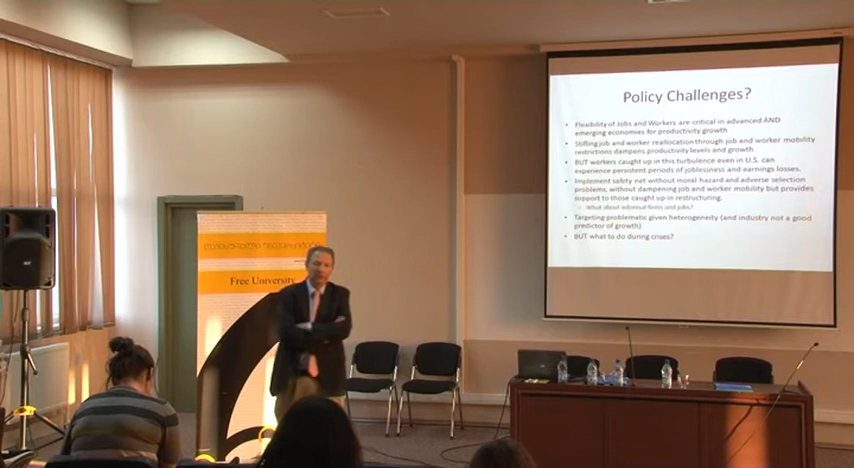 Policy Challenges?
• Flexibility of Jobs and Workers are critical in advanced AND
emerging economies for productivity growth
• Stifling job and worker reallocation through job and worker mobility
restrictions dampens productivity levels and growth
• BUT workers caught up in this turbulence even in U.S. can
experience persistent periods of joblessness and earnings losses.
• Implement safety net without moral hazard and adverse selection
problems, without dampening job and worker mobility but provides
support to those caught up in restructuring.
– What about informal firms and jobs?
• Targeting problematic given heterogeneity (and industry not a good
predictor of growth)
• BUT what to do during crises?
Free University